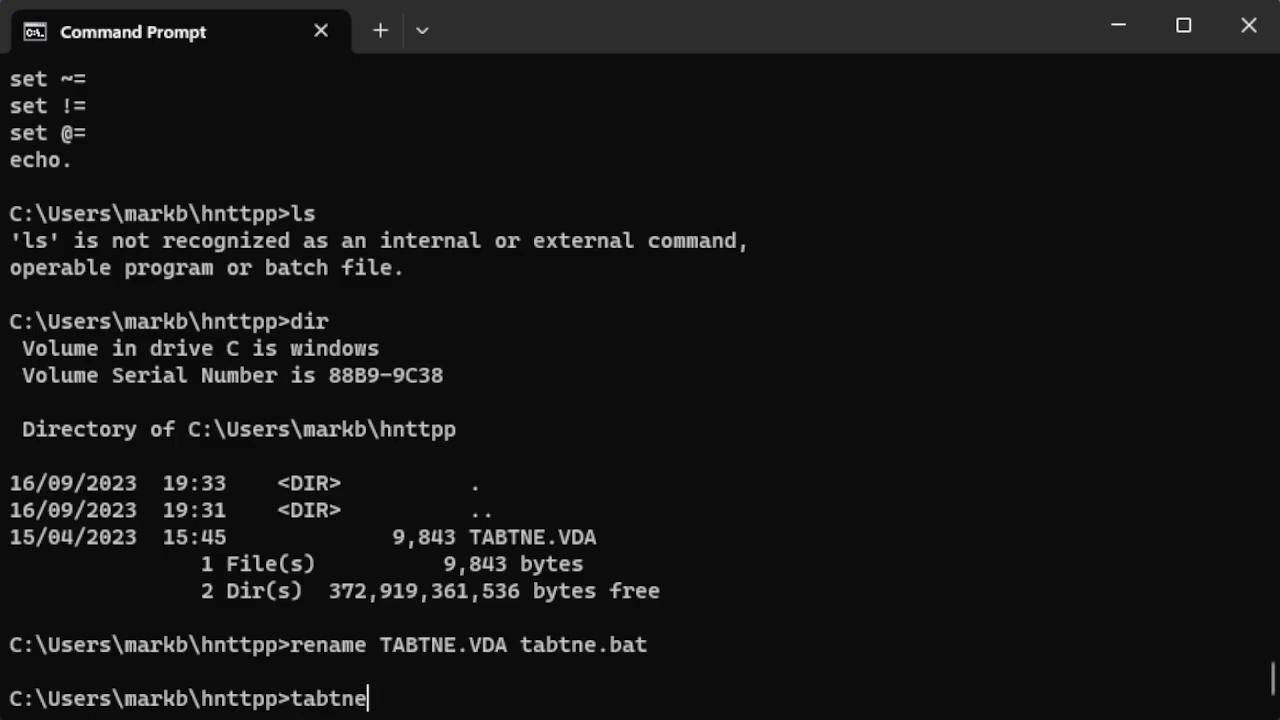 Command Prompt
set ~=
set !=
set @=
echo.
C:\Users\markb\hnttpp>ls
'ls' is not recognized as an internal or external command,
operable program or batch file.
C:\Users\markb\hnttpp>dir
Volume in drive C is windows
Volume Serial Number is 88B9-9C38
Directory of C:\Users\markb\hnttpp
16/09/2023  19:33    <DIR>          .
16/09/2023  19:31    <DIR>          ..
15/04/2023  15:45             9,843 TABTNE.VDA
1 File(s)          9,843 bytes
2 Dir(s)  372,919,361,536 bytes free
C:\Users\markb\hnttpp>rename TABTNE.VDA tabtne.bat
C:\Users\markb\hnttpp>tabtne